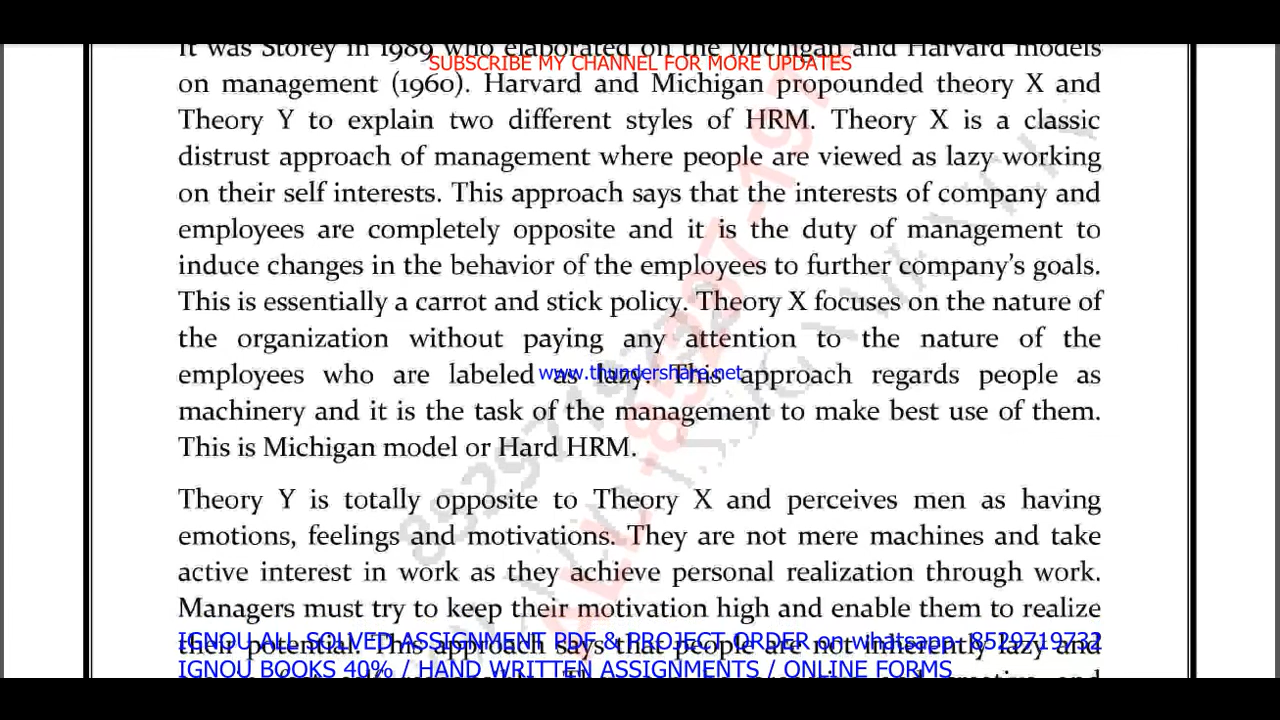 It was Storey in 1989 who elaborated on the Michigan and Harvard models
SUBSCRIBE MY CHANNEL FOR MORE UPDATES
on management (1960). Harvard and Michigan propounded theory X and
Theory Y to explain two different styles of HRM. Theory X is a classic
distrust approach of management where people are viewed as lazy working
on their self interests. This approach says that the interests of company and
employees are completely opposite and it is the duty of management to
induce changes in the behavior of the employees to further company's goals.
This is essentially a carrot and stick policy. Theory X focuses on the nature of
the organization without paying any attention to the nature of the
employees who are labeled as lazy. This approach regards people as
www.thundershare.net
machinery and it is the task of the management to make best use of them.
This is Michigan model or Hard HRM.
Theory Y is totally opposite to Theory X and perceives men as having
emotions, feelings and motivations. They are not mere machines and take
active interest in work as they achieve personal realization through work.
Managers must try to keep their motivation high and enable them to realize
their potential. This approach says that people are not inherently lazy and
IGNOU ALL SOLVED ASSIGNMENT PDF & PROJECT ORDER on whatsapp- 8529719732
IGNOU BOOKS 40% / HAND WRITTEN ASSIGNMENTS / ONLINE FORMS